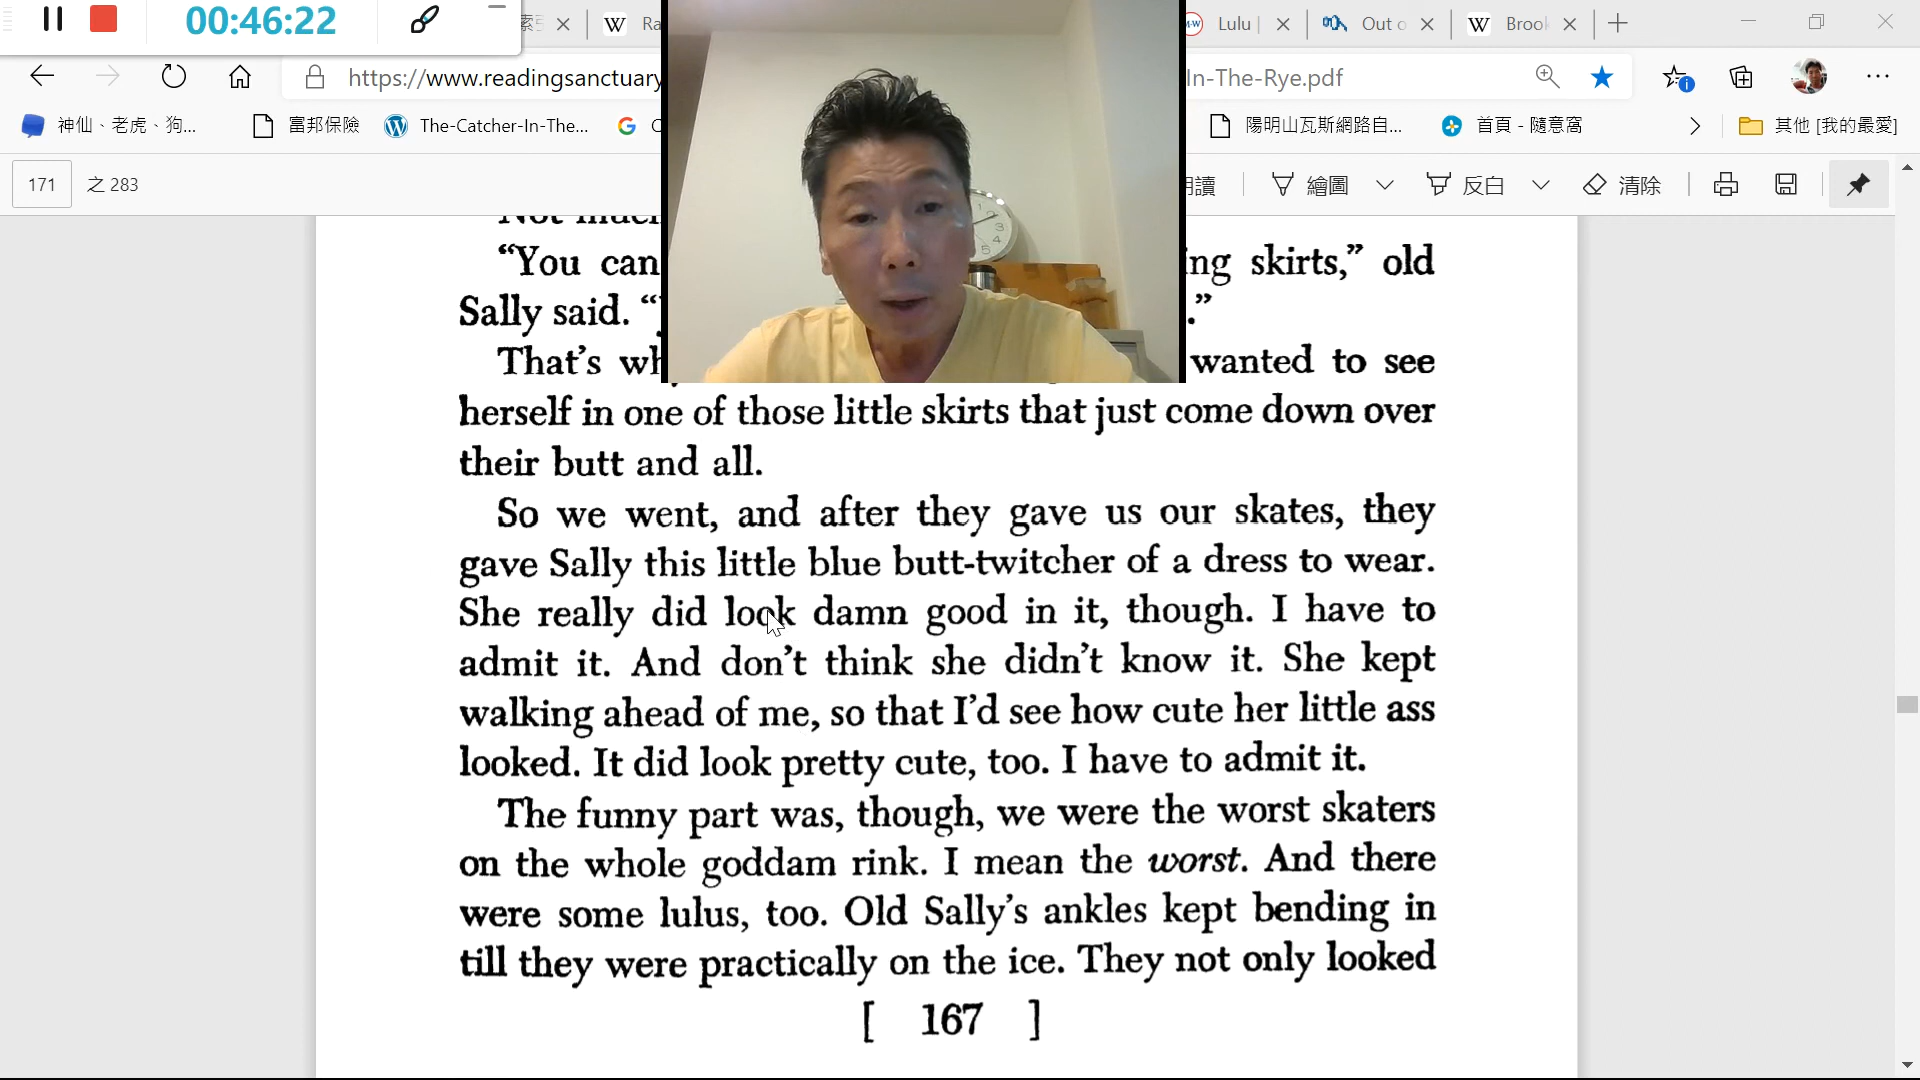 00:46:22
Ra
Lulu |
Out o
Brook
https://www.readingsanctuary
In-The-Rye.pdf
神仙、老虎、狗...
富邦保險
The-Catcher-In-The...
陽明山瓦斯網路自...
首頁 - 隨意窩
其他 [我的最愛]
171 之 283
朗讀 繪圖 反白 清除
“You can
ing skirts,” old
Sally said. “
.”
That’s wh
wanted to see
herself in one of those little skirts that just come down over
their butt and all.
So we went, and after they gave us our skates, they
gave Sally this little blue butt-twitcher of a dress to wear.
She really did look damn good in it, though. I have to
admit it. And don’t think she didn’t know it. She kept
walking ahead of me, so that I’d see how cute her little ass
looked. It did look pretty cute, too. I have to admit it.
The funny part was, though, we were the worst skaters
on the whole goddam rink. I mean the worst. And there
were some lulus, too. Old Sally’s ankles kept bending in
till they were practically on the ice. They not only looked
[ 167 ]